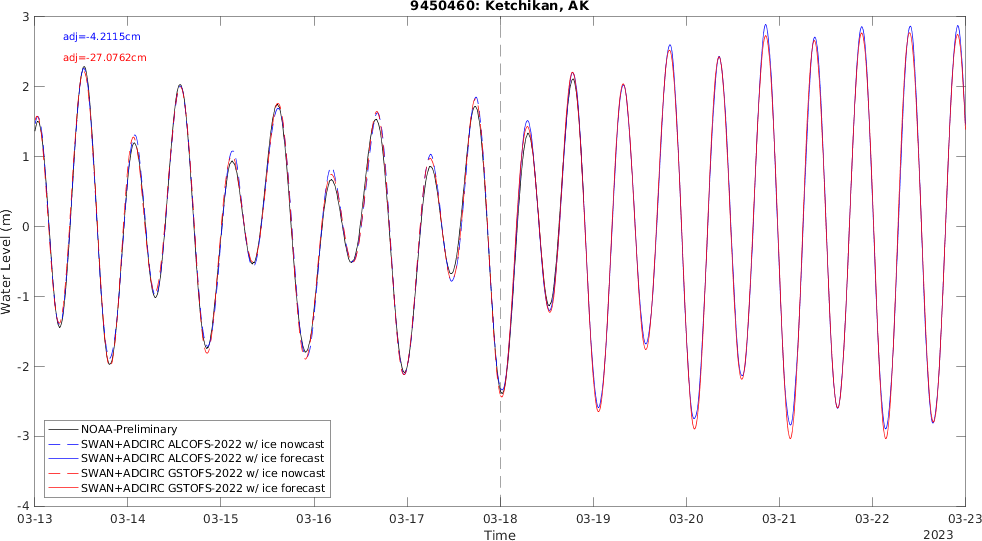 9450460: Ketchikan, AK
adj=-4.2115cm
adj=-27.0762cm
Water Level (m)
3
2
1
0
-1
-2
-3
-4
NOAA-Preliminary
SWAN+ADCIRC ALCOFS-2022 w/ ice nowcast
SWAN+ADCIRC ALCOFS-2022 w/ ice forecast
SWAN+ADCIRC GSTOFS-2022 w/ ice nowcast
SWAN+ADCIRC GSTOFS-2022 w/ ice forecast
03-13 03-14 03-15 03-16 03-17 03-18 03-19 03-20 03-21 03-22 03-23
Time
2023